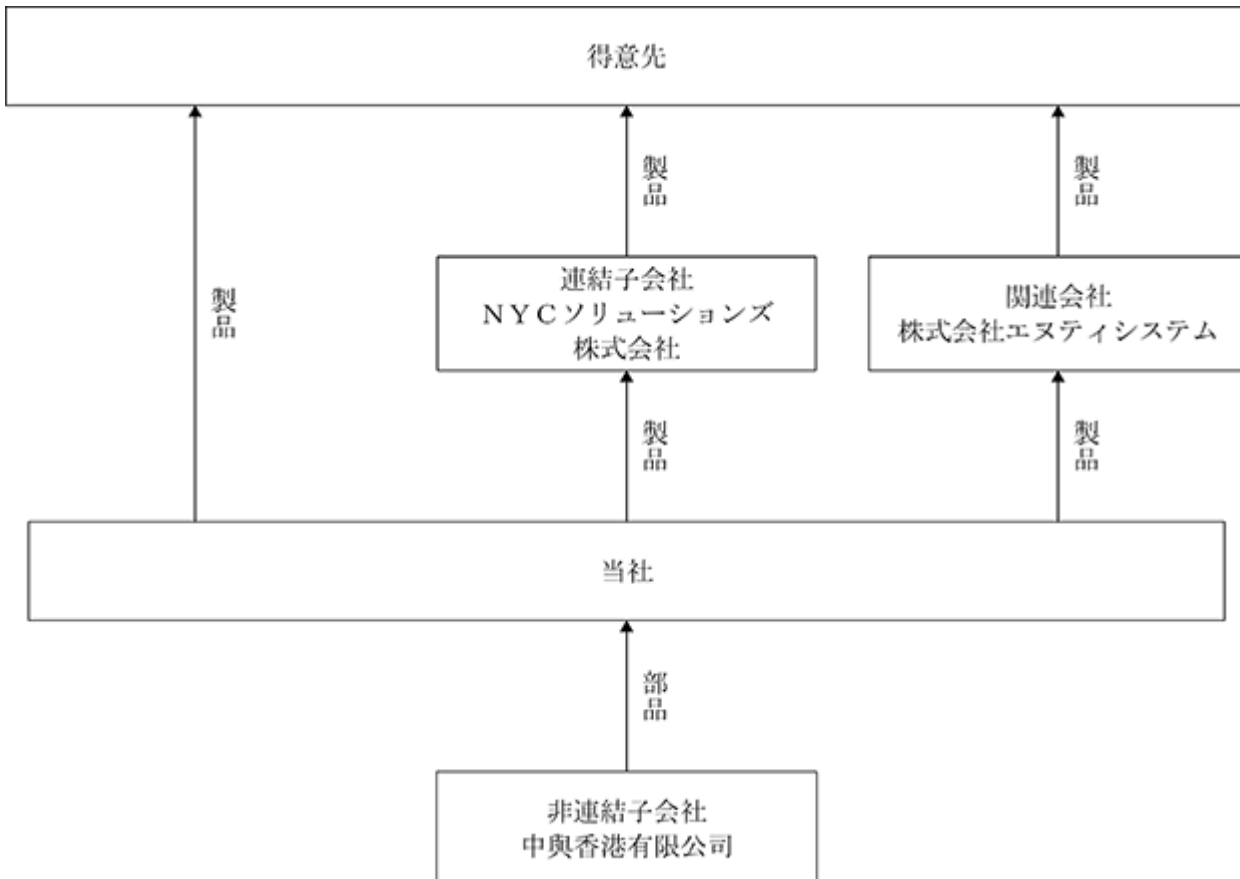 得意先
製品
製品
製品
連結子会社
ＮＹＣソリューションズ
株式会社
関連会社
株式会社エヌティシステム
製品
製品
当社
部品
非連結子会社
中與香港有限公司